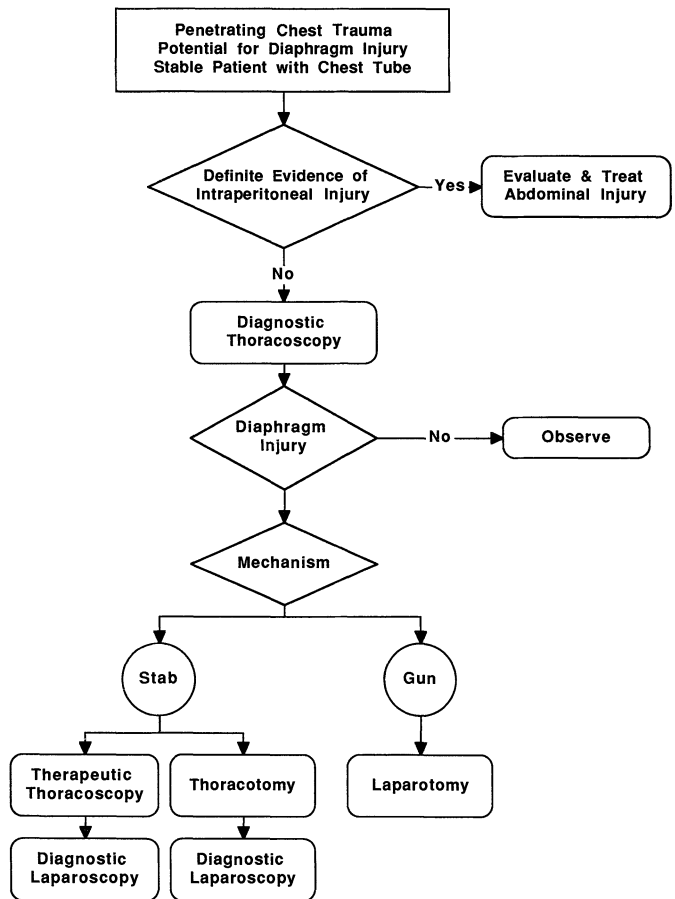 Penetrating Chest Trauma
Potential for Diaphragm Injury
Stable Patient with Chest Tube
Definite Evidence of
Intraperitoneal Injury
Yes
Evaluate & Treat
Abdominal Injury
No
Diagnostic
Thoracoscopy
Diaphragm
Injury
No
Observe
Mechanism
Stab
Gun
Therapeutic
Thoracoscopy
Thoracotomy
Laparotomy
Diagnostic
Laparoscopy
Diagnostic
Laparoscopy